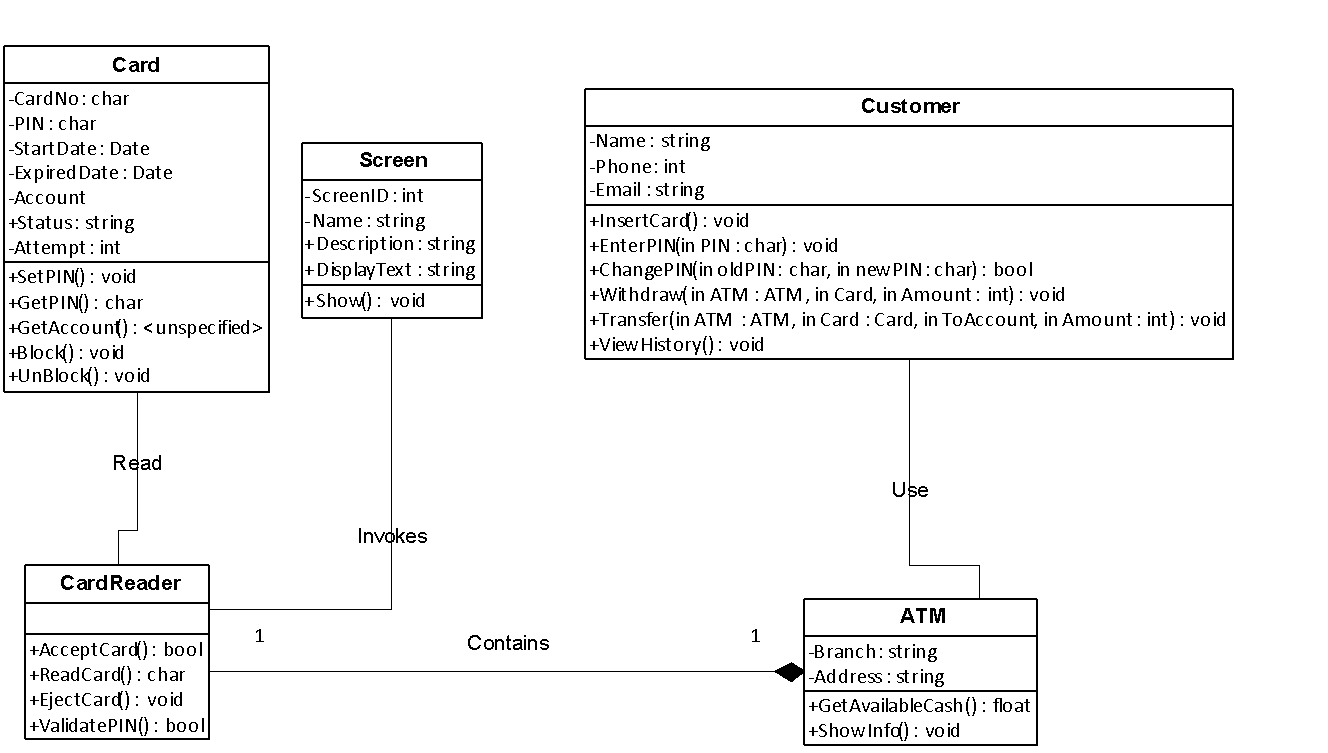 Card
-CardNo : char
-PIN : char
-StartDate : Date
-ExpiredDate : Date
-Account
+Status : string
-Attempt : int
+SetPIN() : void
+GetPIN() : char
+GetAccount() : <unspecified>
+Block() : void
+UnBlock() : void
Screen
-ScreenID : int
-Name : string
+Description : string
+DisplayText : string
+Show() : void
Customer
-Name : string
-Phone : int
-Email : string
+InsertCard() : void
+EnterPIN(in PIN : char) : void
+ChangePIN(in oldPIN : char, in newPIN : char) : bool
+Withdraw(in ATM : ATM, in Card, in Amount : int) : void
+Transfer(in ATM : ATM, in Card : Card, in ToAccount, in Amount : int) : void
+ViewHistory() : void
Read
Invokes
Use
CardReader
+AcceptCard() : bool
+ReadCard() : char
+EjectCard() : void
+ValidatePIN() : bool
1
Contains
1
ATM
-Branch : string
-Address : string
+GetAvailableCash() : float
+ShowInfo() : void